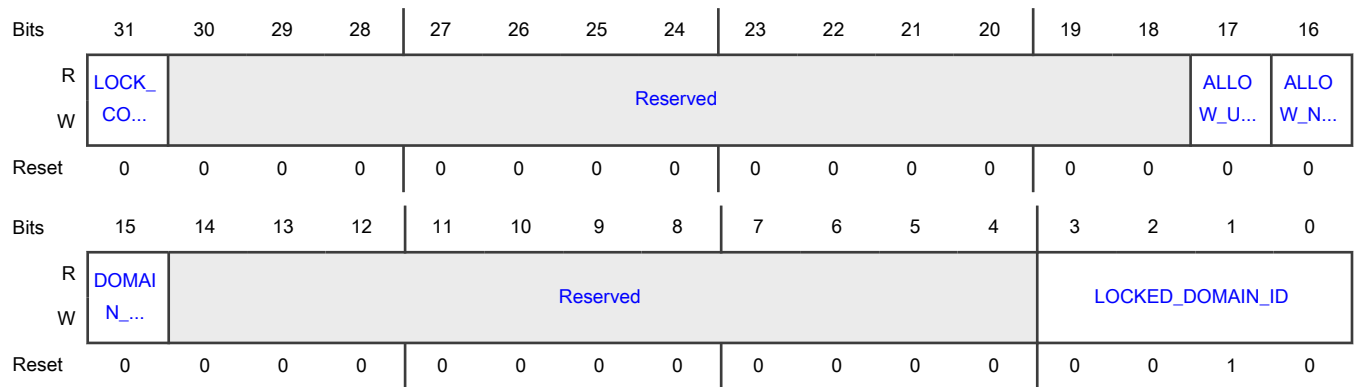 Bits 31 30 29 28 27 26 25 24 23 22 21 20 19 18 17 16
R
W
LOCK_
CO...
Reserved
ALLO
W_U...
ALLO
W_N...
Reset 0 0 0 0 0 0 0 0 0 0 0 0 0 0 0 0
Bits 15 14 13 12 11 10 9 8 7 6 5 4 3 2 1 0
R
W
DOMAI
N_...
Reserved
LOCKED_DOMAIN_ID
Reset 0 0 0 0 0 0 0 0 0 0 0 0 0 0 1 0